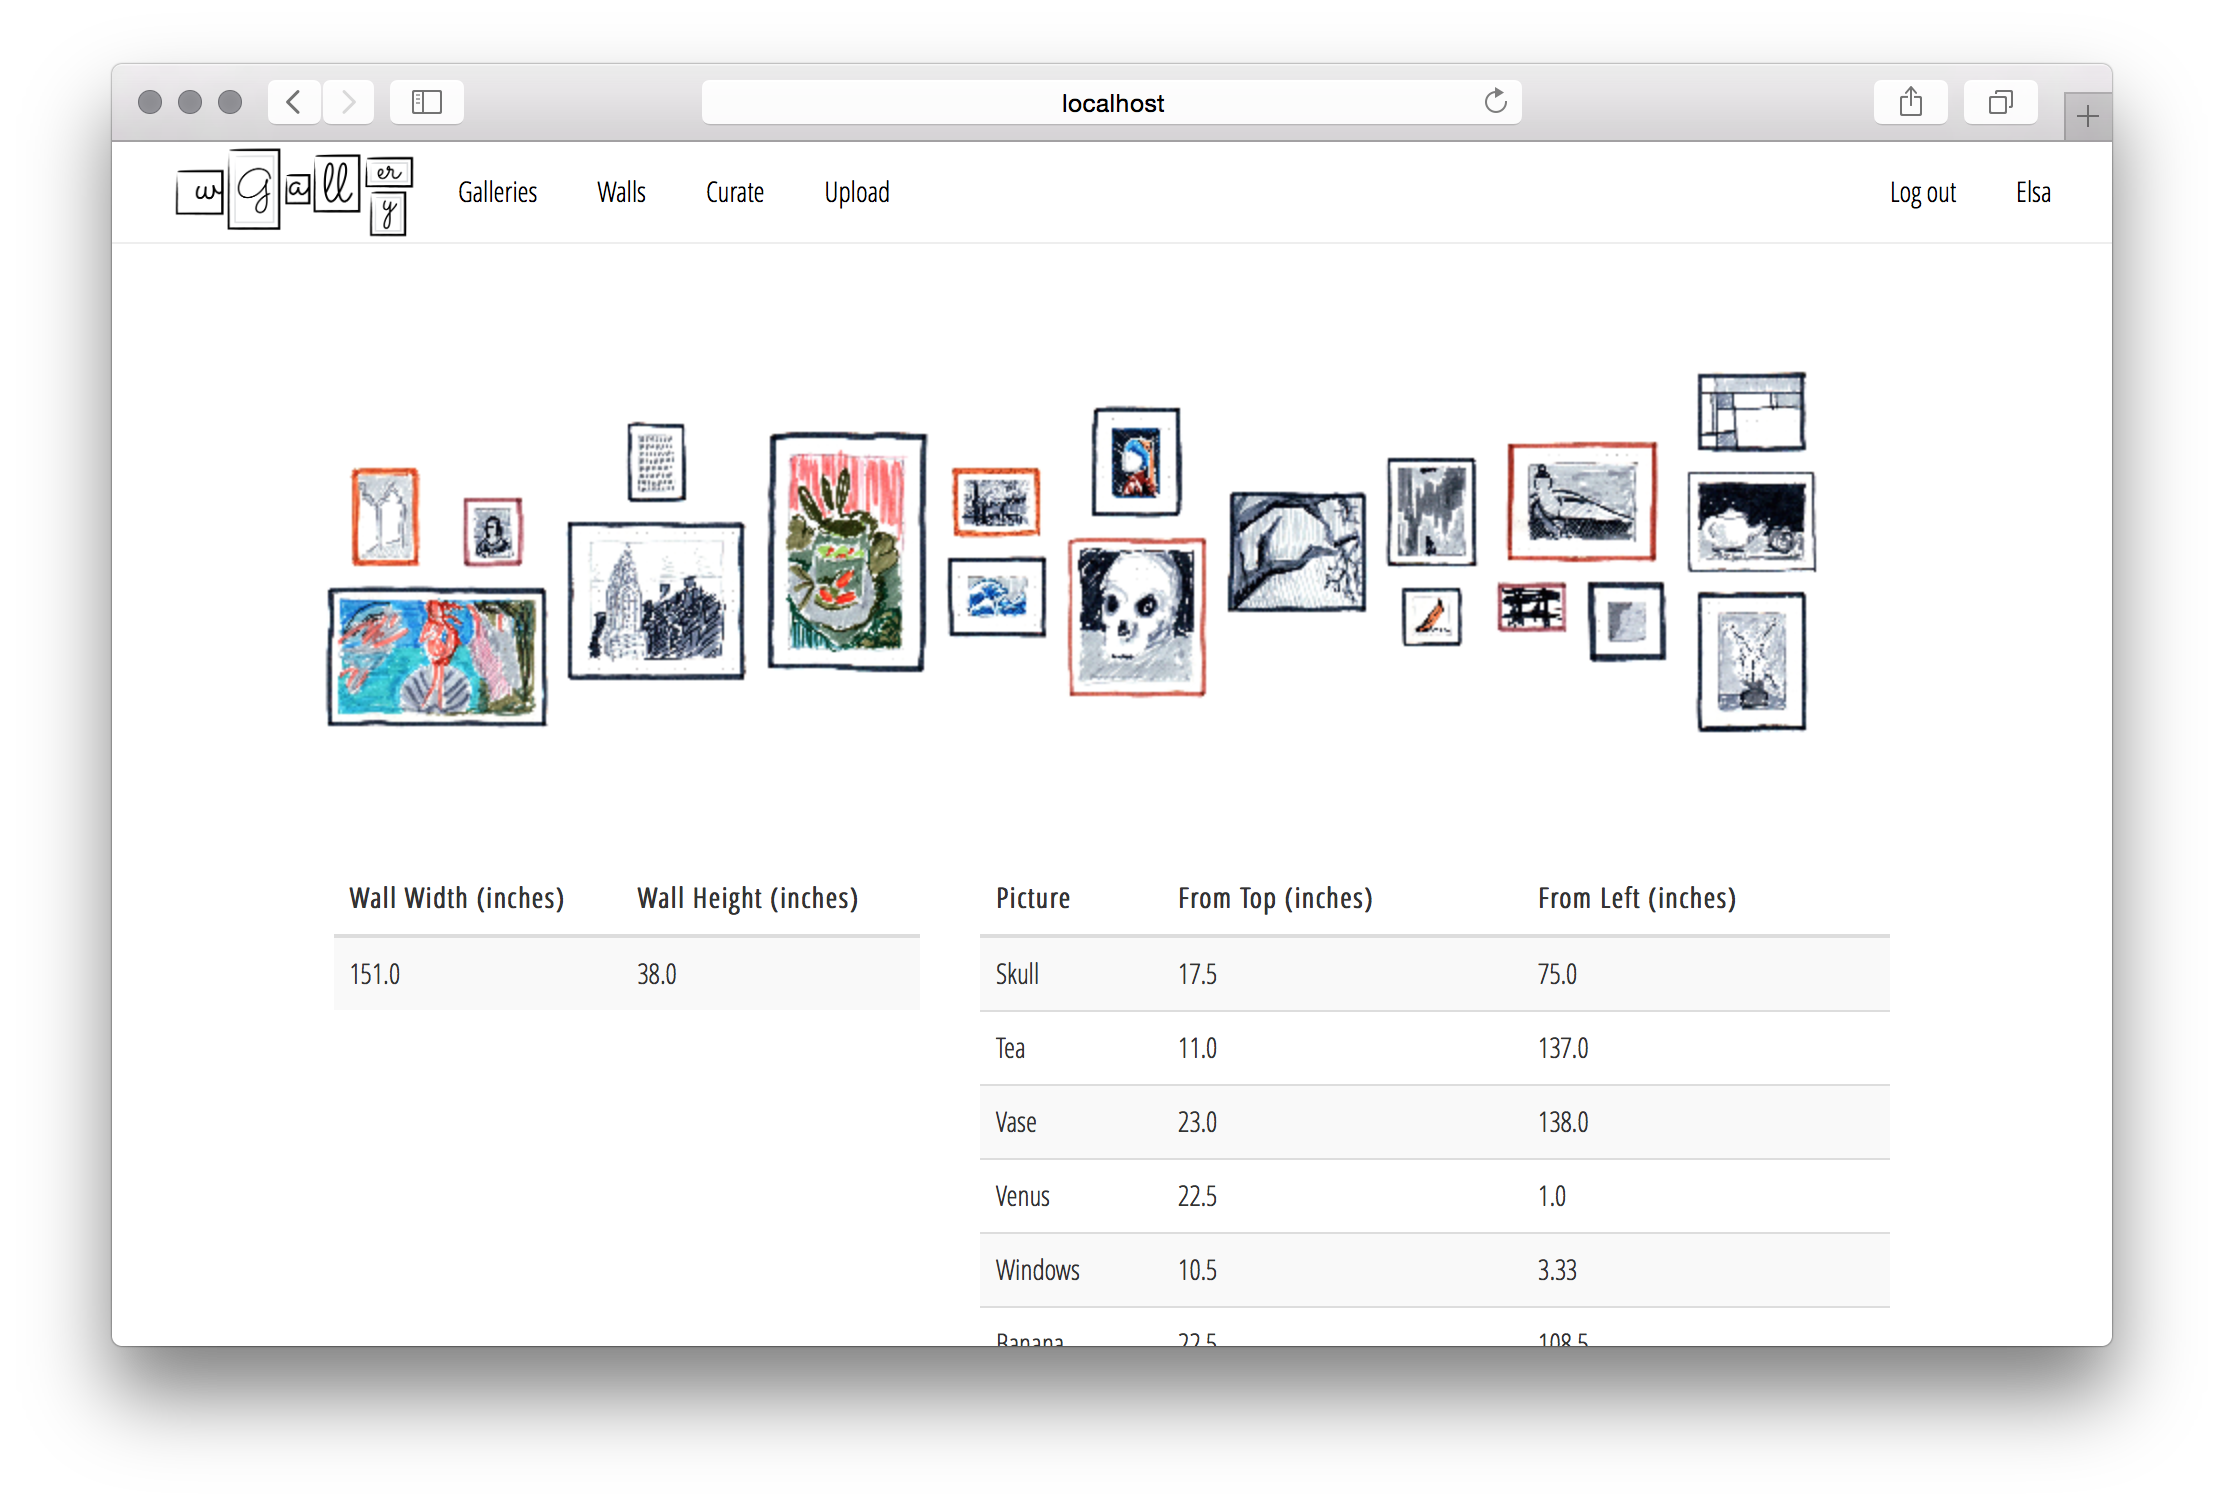 localhost
w G a ll er y Galleries Walls Curate Upload Log out Elsa
Wall Width (inches) Wall Height (inches)
151.0 38.0
Picture From Top (inches) From Left (inches)
Skull 17.5 75.0
Tea 11.0 137.0
Vase 23.0 138.0
Venus 22.5 1.0
Windows 10.5 3.33
Banana 22.5 108.5